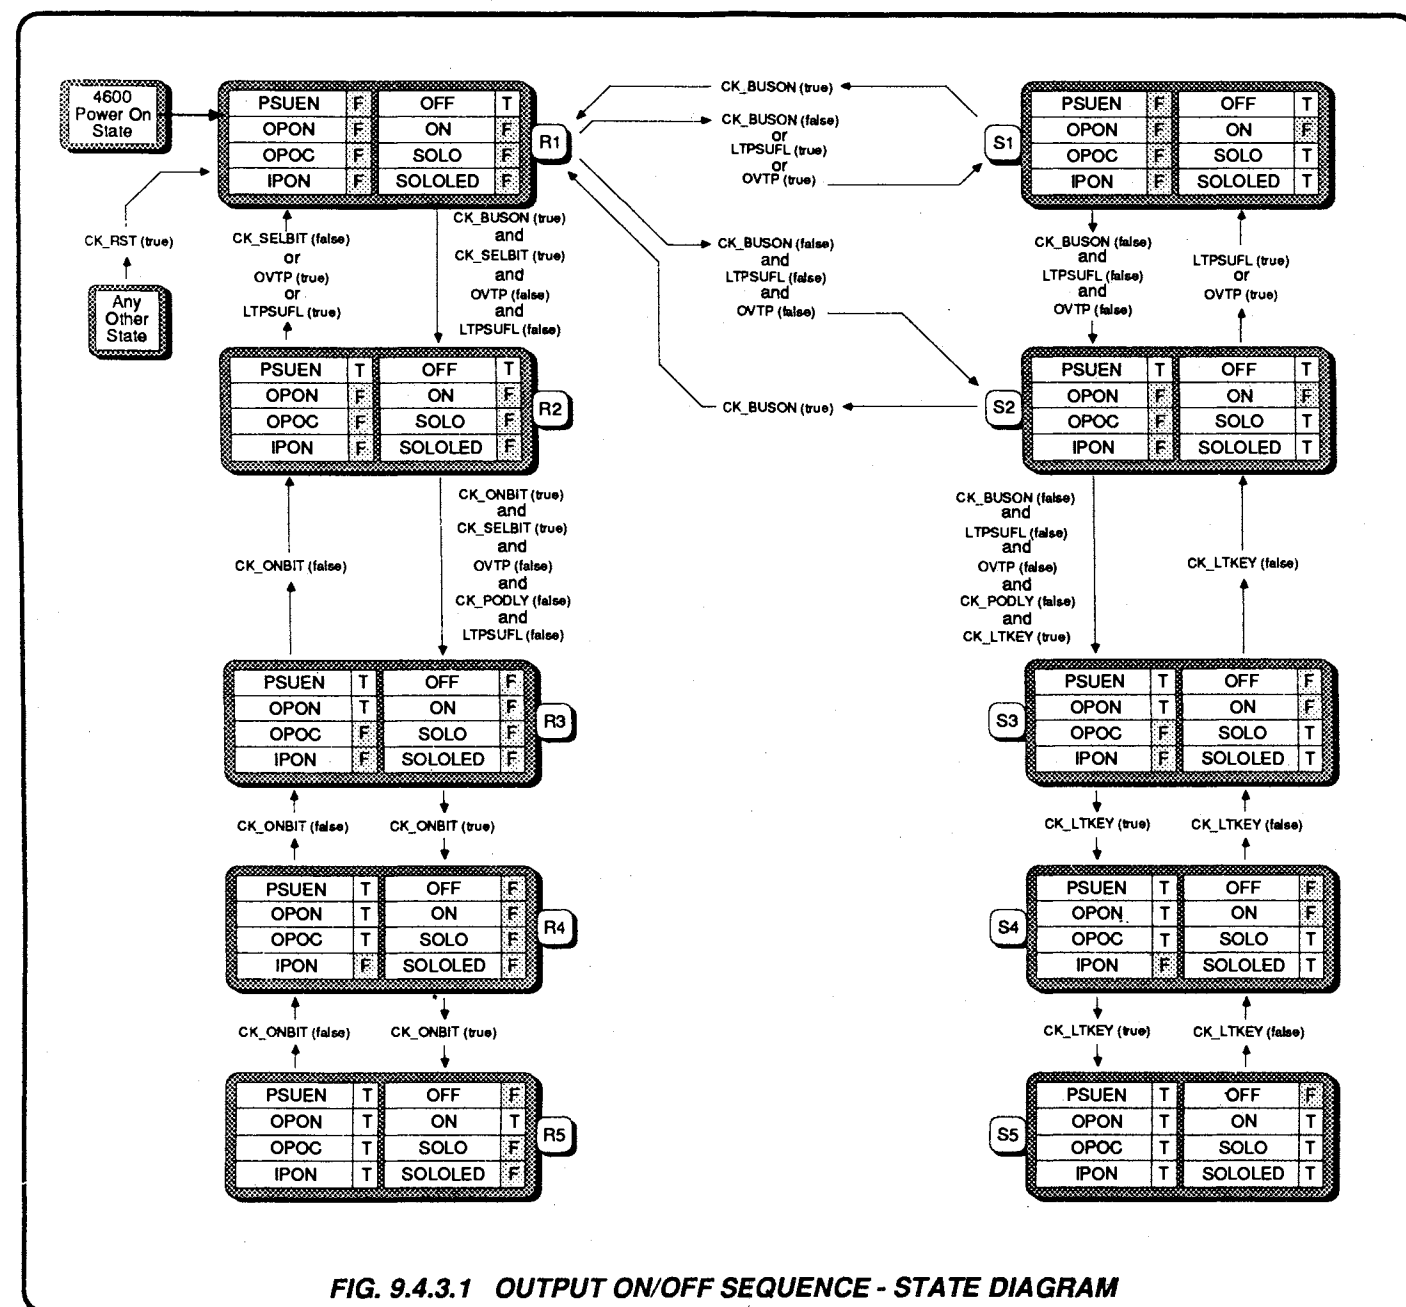 4600
Power On
State
PSUEN F OFF T
OPON F ON F
OPOC F SOLO F
IPON F SOLOLED F
R1
CK_BUSON (true)
CK_BUSON (false)
or
LTPSUFL (true)
or
OVTP (true)
S1
PSUEN F OFF T
OPON F ON F
OPOC F SOLO T
IPON F SOLOLED T
CK_RST (true)
Any
Other
State
CK_SELBIT (false)
or
OVTP (true)
or
LTPSUFL (true)
CK_BUSON (true)
and
CK_SELBIT (true)
and
OVTP (false)
and
LTPSUFL (false)
CK_BUSON (false)
and
LTPSUFL (false)
and
OVTP (false)
CK_BUSON (false)
and
LTPSUFL (false)
and
OVTP (false)
LTPSUFL (true)
or
OVTP (true)
PSUEN T OFF T
OPON F ON F
OPOC F SOLO F
IPON F SOLOLED F
R2
CK_BUSON (true)
S2
PSUEN T OFF T
OPON F ON F
OPOC F SOLO T
IPON F SOLOLED T
CK_ONBIT (false)
CK_ONBIT (true)
and
CK_SELBIT (true)
and
OVTP (false)
and
CK_PODLY (false)
and
LTPSUFL (false)
CK_BUSON (false)
and
LTPSUFL (false)
and
OVTP (false)
and
CK_PODLY (false)
and
CK_LTKEY (true)
CK_LTKEY (false)
PSUEN T OFF F
OPON T ON F
OPOC F SOLO F
IPON F SOLOLED F
R3
S3
PSUEN T OFF F
OPON T ON F
OPOC F SOLO T
IPON F SOLOLED T
CK_ONBIT (false)
CK_ONBIT (true)
CK_LTKEY (true)
CK_LTKEY (false)
PSUEN T OFF F
OPON T ON F
OPOC T SOLO F
IPON F SOLOLED F
R4
S4
PSUEN T OFF F
OPON T ON F
OPOC T SOLO T
IPON F SOLOLED T
CK_ONBIT (false)
CK_ONBIT (true)
CK_LTKEY (true)
CK_LTKEY (false)
PSUEN T OFF F
OPON T ON T
OPOC T SOLO F
IPON T SOLOLED F
R5
S5
PSUEN T OFF F
OPON T ON T
OPOC T SOLO T
IPON T SOLOLED T
FIG. 9.4.3.1 OUTPUT ON/OFF SEQUENCE - STATE DIAGRAM